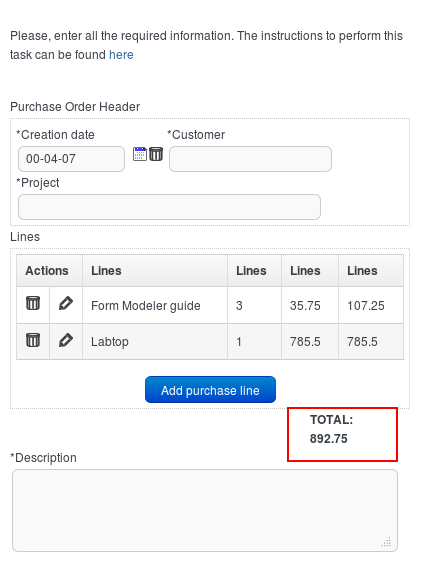 Please, enter all the required information. The instructions to perform this
task can be found here
Purchase Order Header
*Creation date *Customer
00-04-07
*Project
Lines
Actions Lines Lines Lines Lines
Form Modeler guide 3 35.75 107.25
Labtop 1 785.5 785.5
Add purchase line
TOTAL:
892.75
*Description